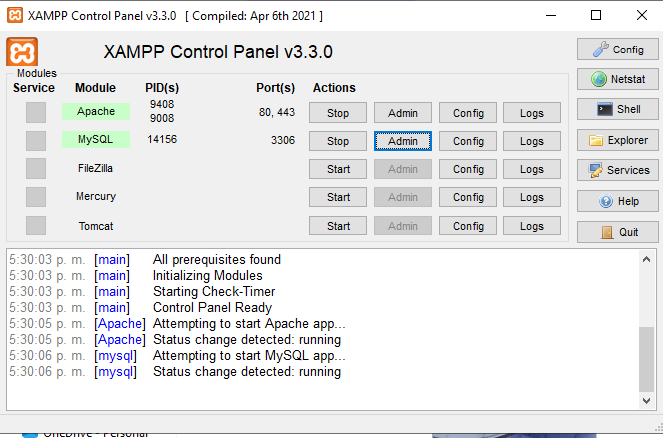 XAMPP Control Panel v3.3.0 [ Compiled: Apr 6th 2021 ]
XAMPP Control Panel v3.3.0
Config
Modules
Service Module PID(s) Port(s) Actions
Netstat
Apache 9408 9008 80, 443 Stop Admin Config Logs
Shell
MySQL 14156 3306 Stop Admin Config Logs
Explorer
FileZilla Start Admin Config Logs
Services
Mercury Start Admin Config Logs
Help
Tomcat Start Admin Config Logs
Quit
5:30:03 p. m. [main] All prerequisites found
5:30:03 p. m. [main] Initializing Modules
5:30:03 p. m. [main] Starting Check-Timer
5:30:03 p. m. [main] Control Panel Ready
5:30:05 p. m. [Apache] Attempting to start Apache app...
5:30:05 p. m. [Apache] Status change detected: running
5:30:06 p. m. [mysql] Attempting to start MySQL app...
5:30:06 p. m. [mysql] Status change detected: running
OneDrive - Personal